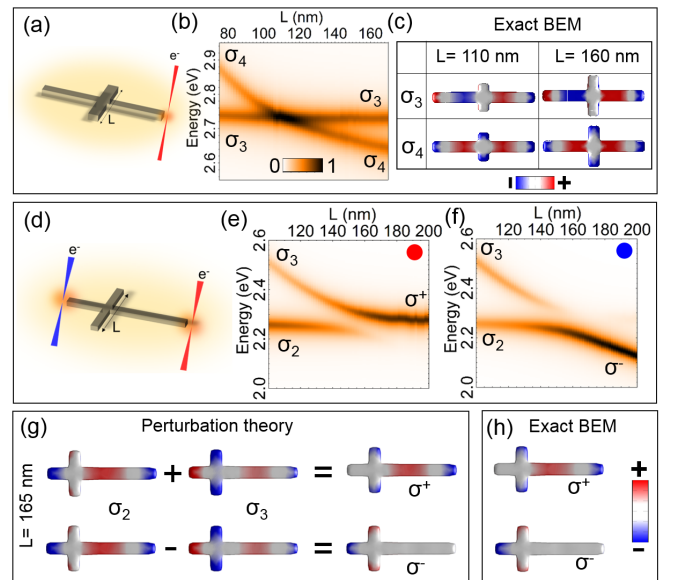 (a)
e-
L
(b)
L (nm)
80 100 120 140 160
Energy (eV)
2.6 2.7 2.8 2.9
σ4
σ3
σ3
σ4
0 1
(c)
Exact BEM
L= 110 nm L= 160 nm
σ3
σ4
- +
(d)
e-
e-
L
(e)
L (nm)
120 140 160 180 200
Energy (eV)
2.0 2.2 2.4 2.6
σ3
σ2
σ+
(f)
L (nm)
120 140 160 180 200
Energy (eV)
2.0 2.2 2.4 2.6
σ3
σ2
σ-
(g)
Perturbation theory
L= 165 nm
+ =
σ2 σ3 σ+
- =
σ-
(h)
Exact BEM
σ+
σ-
+
-